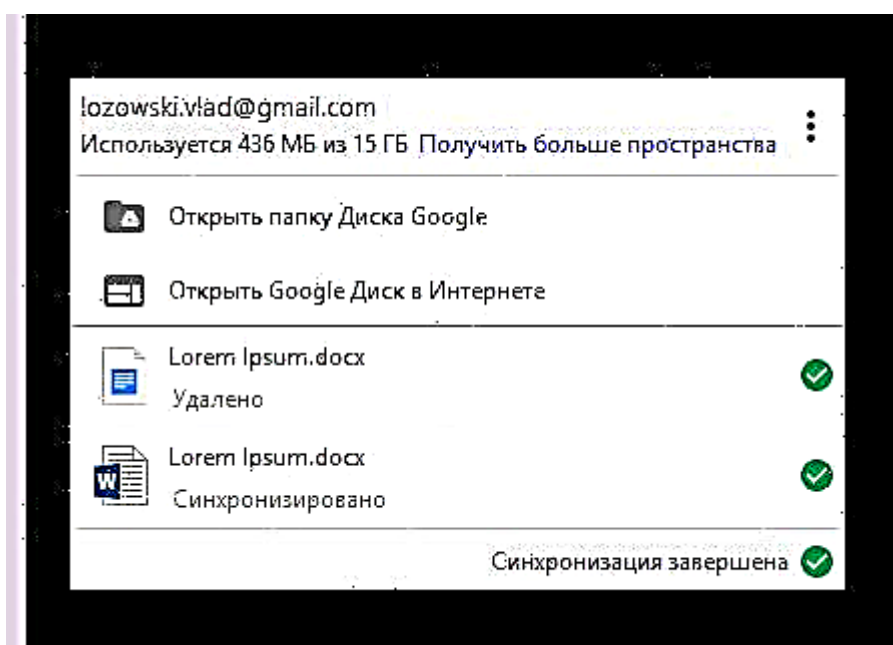 lozowski.vlad@gmail.com
Используется 436 МБ из 15 ГБ Получить больше пространства
Открыть папку Диска Google
Открыть Google Диск в Интернете
Lorem Ipsum.docx
Удалено
Lorem Ipsum.docx
Синхронизировано
Синхронизация завершена